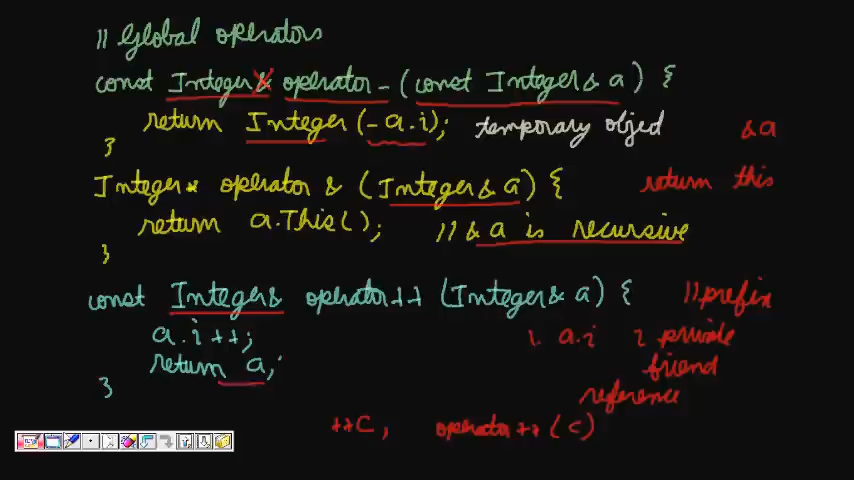 // Global operators
const Integer& operator - (const Integer& a) {
return Integer (- a.i); temporary object &a
}
Integer* operator & (Integer& a) { return this
return a.This(); // & a is recursive
}
const Integer& operator++ (Integer& a) { // prefix
a.i++; 1. a.i 2 private
return a; friend
} reference
++C, operator++(c)